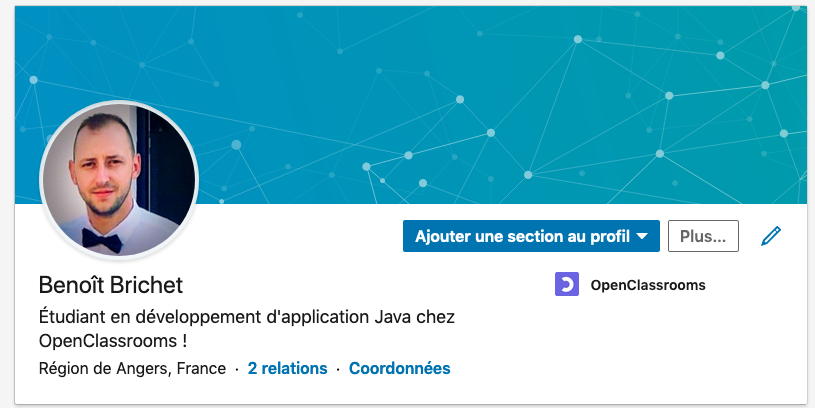 Ajouter une section au profil
Plus...
Benoît Brichet
OpenClassrooms
Étudiant en développement d'application Java chez
OpenClassrooms !
Région de Angers, France · 2 relations · Coordonnées